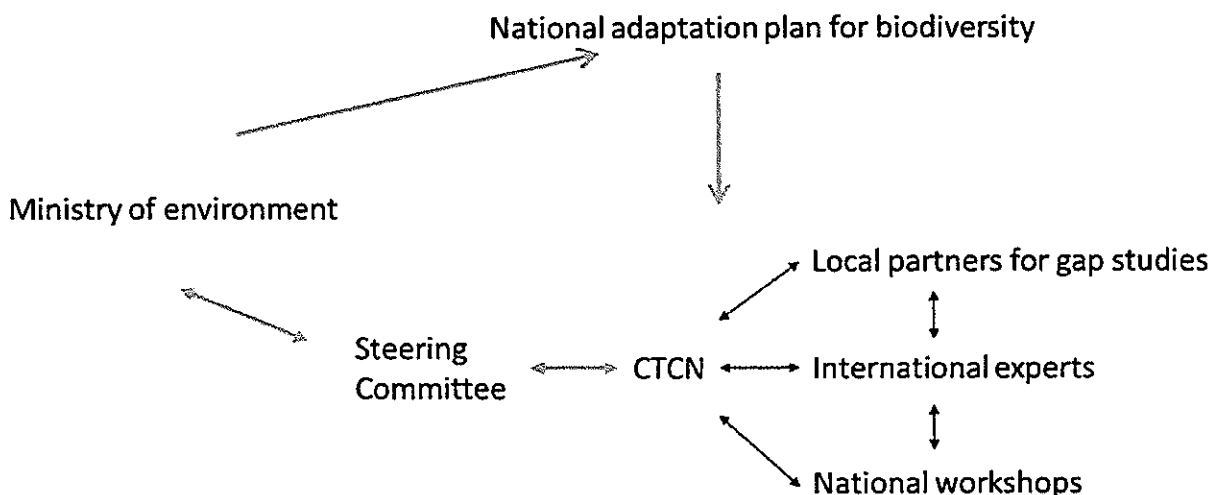 National adaptation plan for biodiversity
Ministry of environment
Local partners for gap studies
Steering
Committee
CTCN
International experts
National workshops